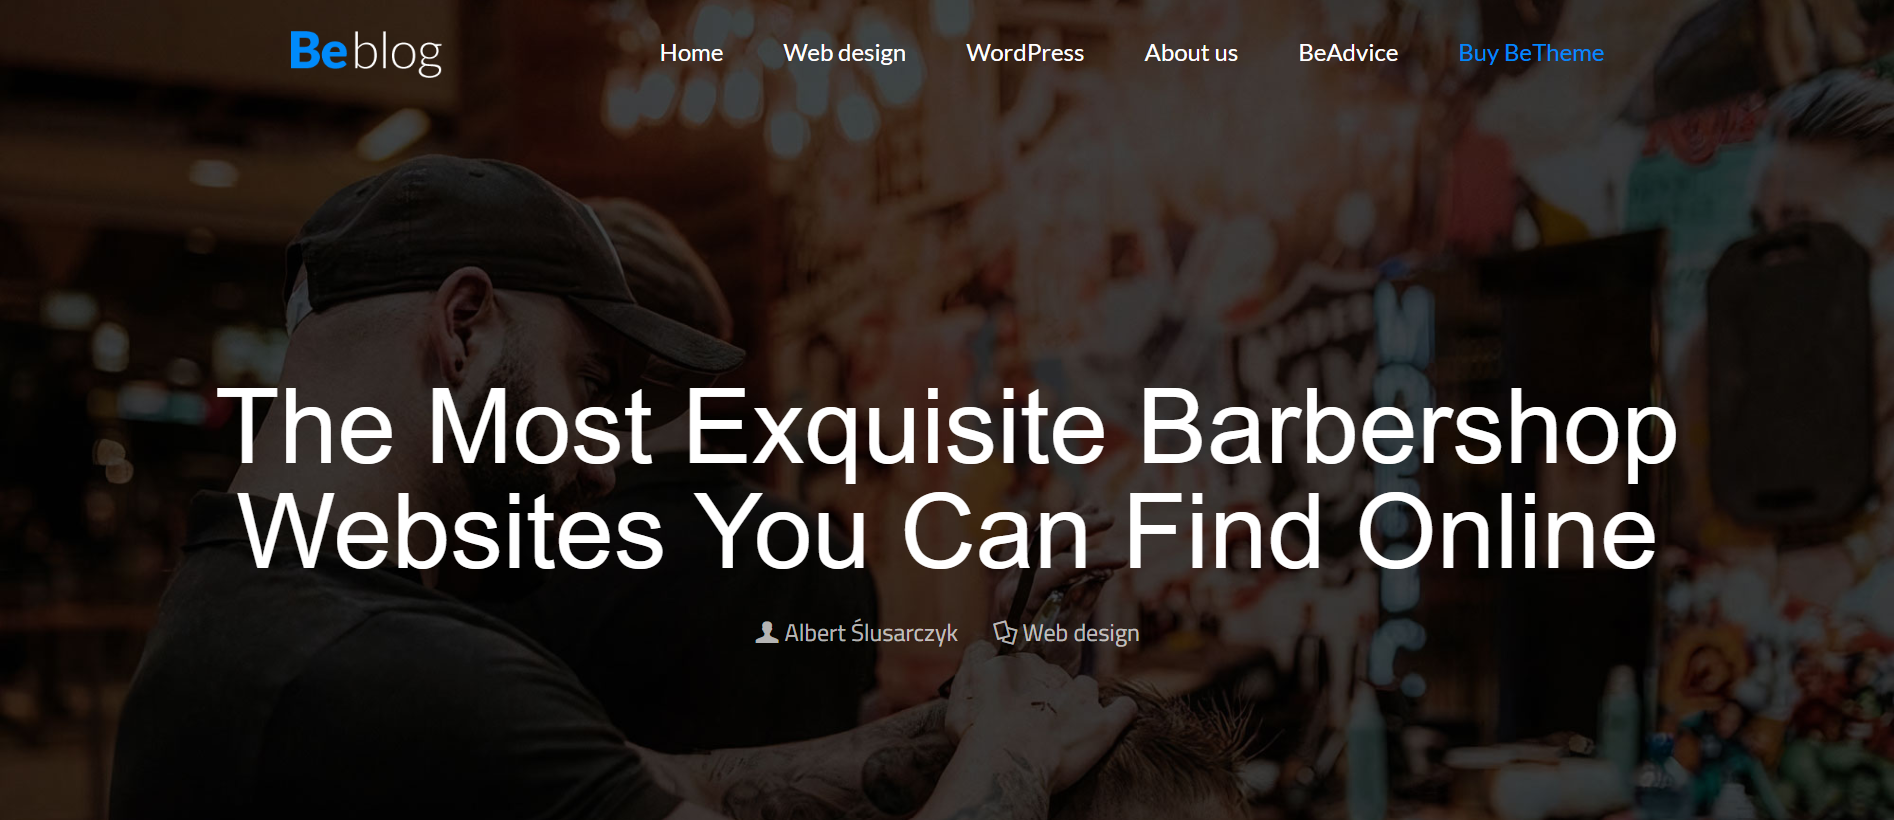 Beblog
Home Web design WordPress About us BeAdvice Buy BeTheme
The Most Exquisite Barbershop
Websites You Can Find Online
Albert Ślusarczyk Web design